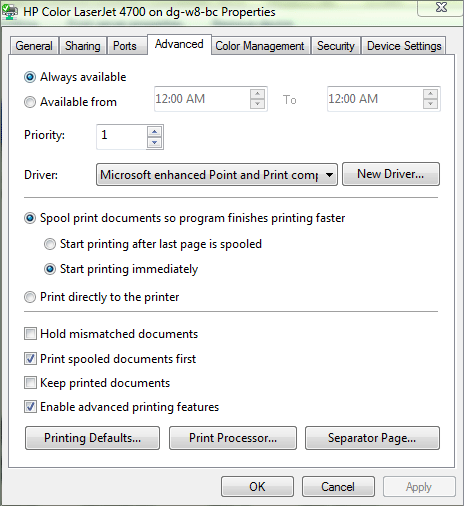 HP Color LaserJet 4700 on dg-w8-bc Properties
General Sharing Ports Advanced Color Management Security Device Settings
Always available
Available from 12:00 AM To 12:00 AM
Priority: 1
Driver: Microsoft enhanced Point and Print comp New Driver...
Spool print documents so program finishes printing faster
Start printing after last page is spooled
Start printing immediately
Print directly to the printer
Hold mismatched documents
Print spooled documents first
Keep printed documents
Enable advanced printing features
Printing Defaults... Print Processor... Separator Page...
OK Cancel Apply